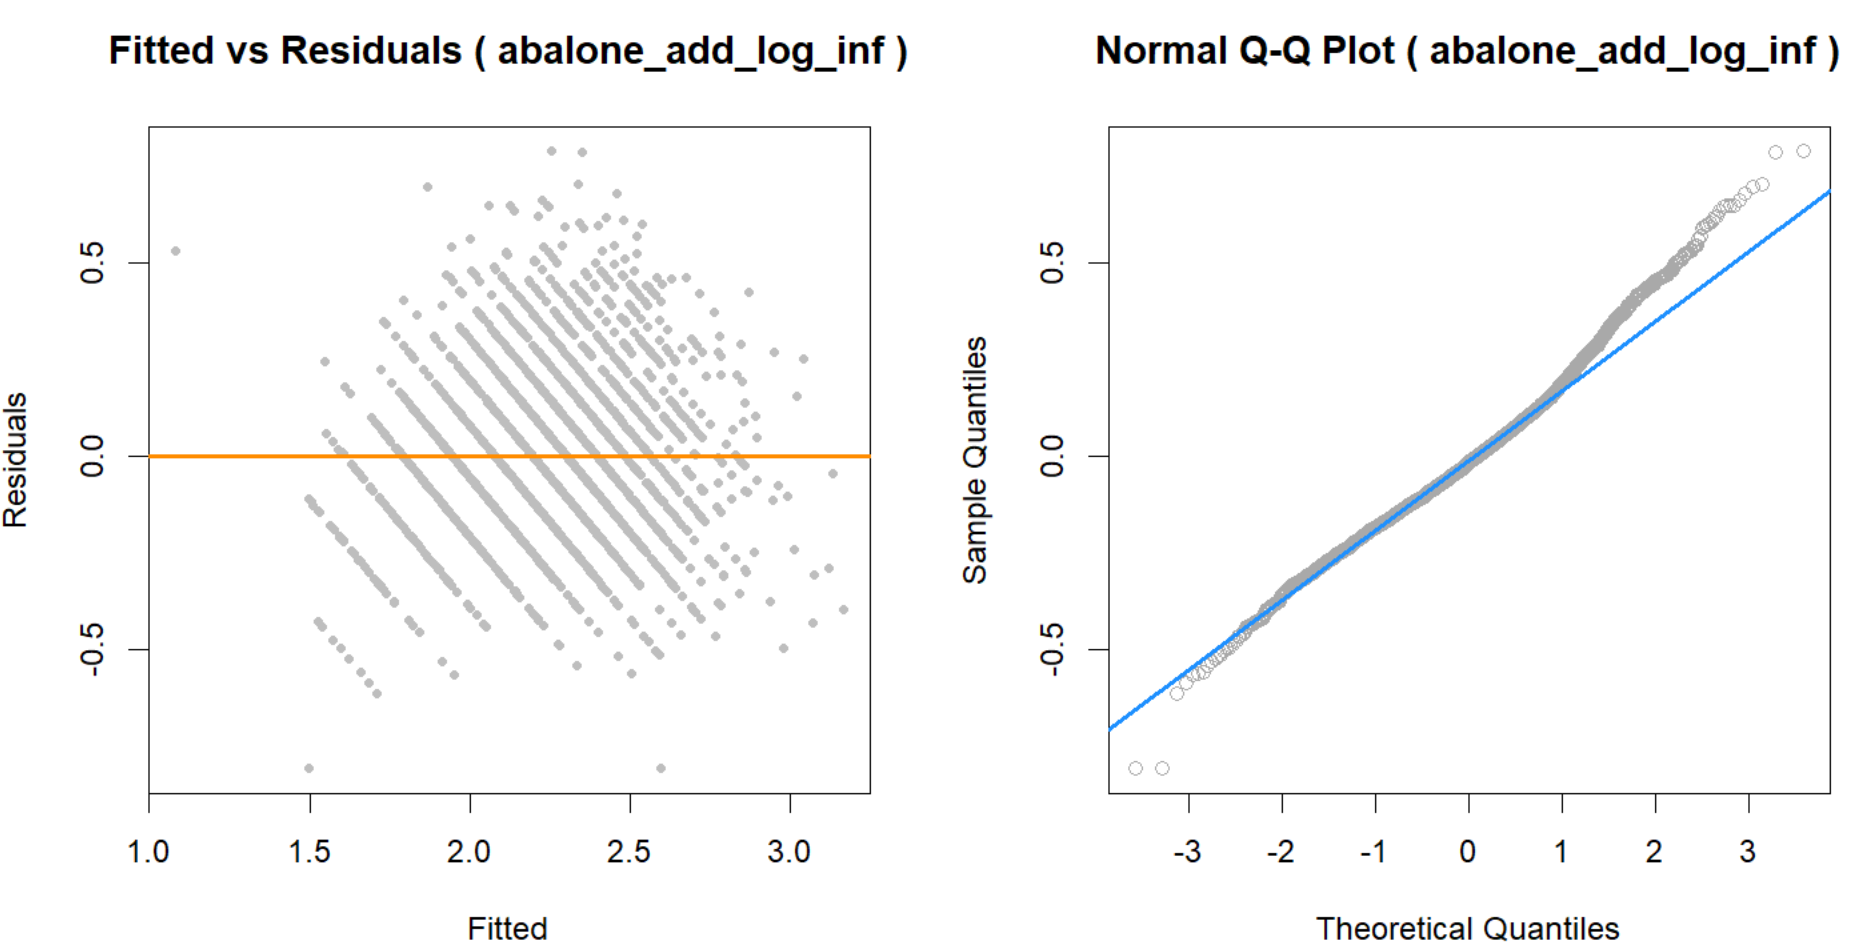 Fitted vs Residuals ( abalone_add_log_inf )
Residuals
0.5
0.0
-0.5
1.0 1.5 2.0 2.5 3.0
Fitted
Normal Q-Q Plot ( abalone_add_log_inf )
Sample Quantiles
0.5
0.0
-0.5
-3 -2 -1 0 1 2 3
Theoretical Quantiles